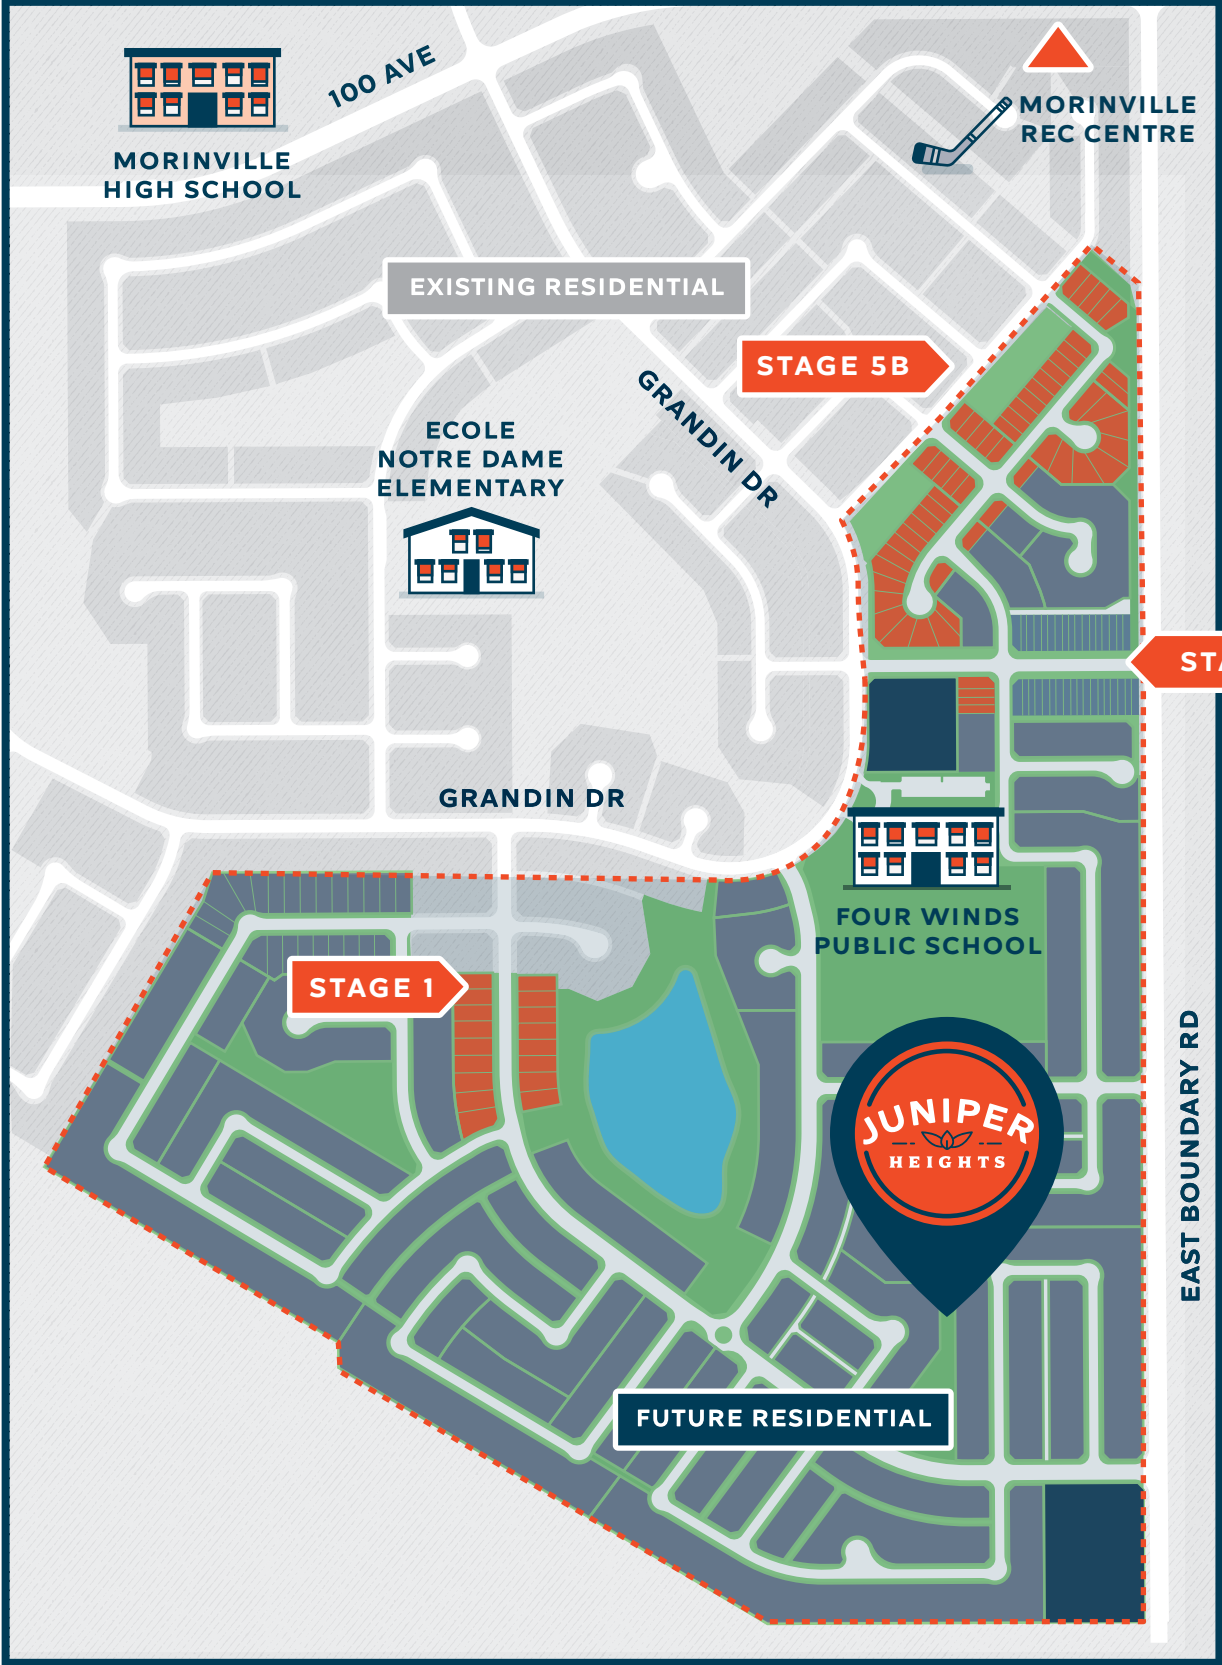 100 AVE
MORINVILLE
HIGH SCHOOL
MORINVILLE
REC CENTRE
EXISTING RESIDENTIAL
STAGE 5B
GRANDIN DR
ECOLE
NOTRE DAME
ELEMENTARY
STA
GRANDIN DR
FOUR WINDS
PUBLIC SCHOOL
STAGE 1
JUNIPER
HEIGHTS
EAST BOUNDARY RD
FUTURE RESIDENTIAL